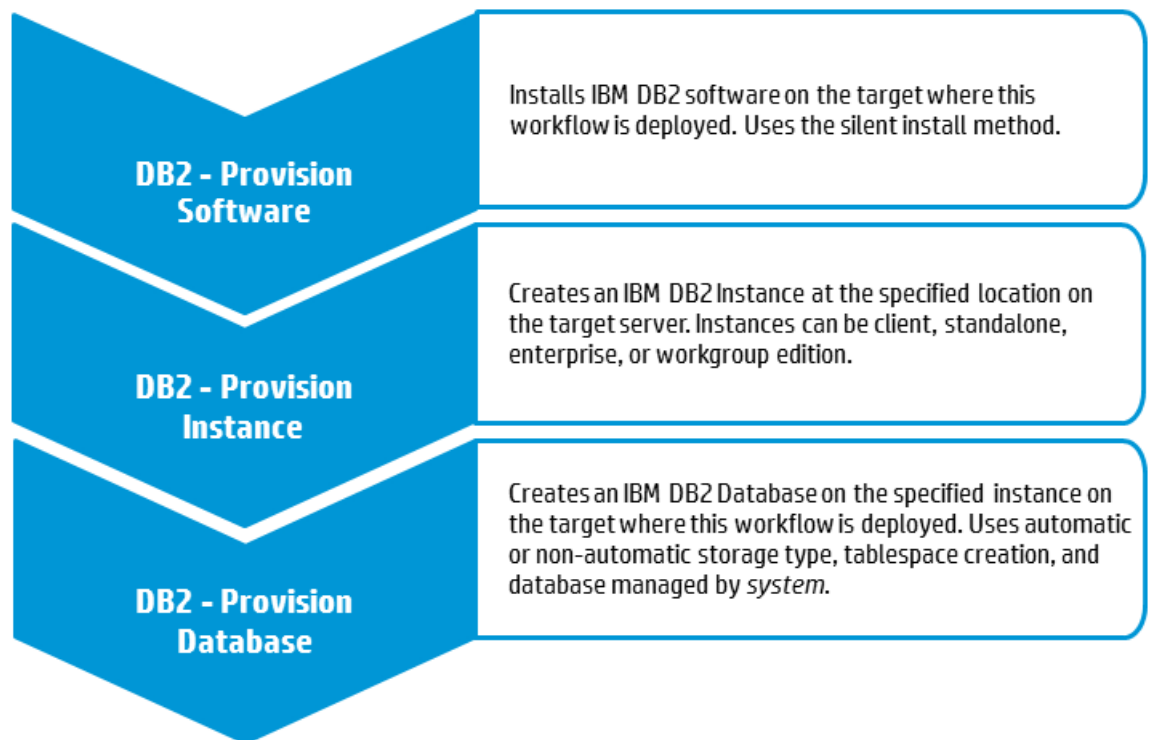 DB2 - Provision
Software
Installs IBM DB2 software on the target where this
workflow is deployed. Uses the silent install method.
DB2 - Provision
Instance
Creates an IBM DB2 Instance at the specified location on
the target server. Instances can be client, standalone,
enterprise, or workgroup edition.
DB2 - Provision
Database
Creates an IBM DB2 Database on the specified instance on
the target where this workflow is deployed. Uses automatic
or non-automatic storage type, tablespace creation, and
database managed by system.